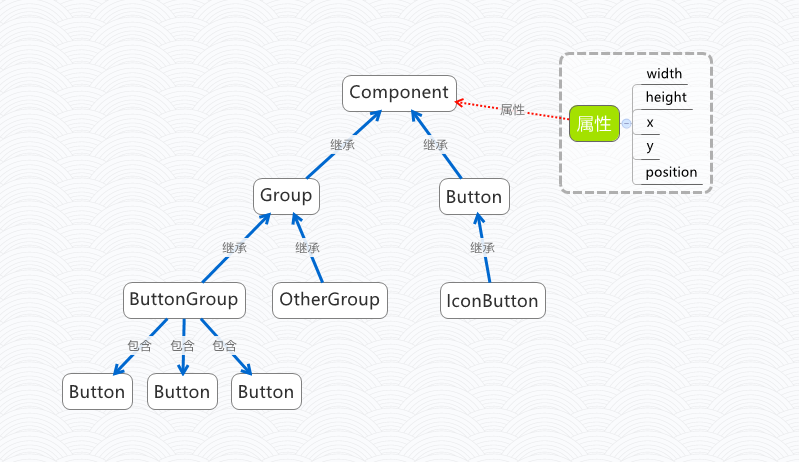 Component
属性
width
height
x
y
position
属性
继承
继承
Group
Button
继承
继承
继承
ButtonGroup
OtherGroup
IconButton
包含
包含
包含
Button
Button
Button